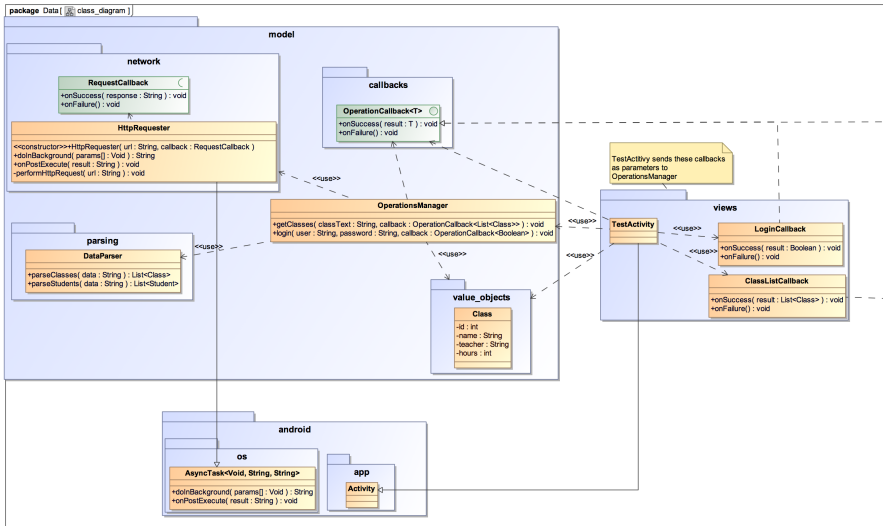 package Data [ class_diagram ]
model
network
RequestCallback
+onSuccess( response : String ) : void
+onFailure() : void
HttpRequester
<<constructor>>+HttpRequester( url : String, callback : RequestCallback )
+doInBackground( params[] : Void ) : String
+onPostExecute( result : String ) : void
-performHttpRequest( url : String ) : void
callbacks
OperationCallback<T>
+onSuccess( result : T ) : void
+onFailure() : void
TestActitivy sends these callbacks
as parameters to
OperationsManager
<<use>>
OperationsManager
+getClasses( classText : String, callback : OperationCallback<List<Class>> ) : void
+login( user : String, password : String, callback : OperationCallback<Boolean> ) : void
<<use>>
views
TestActivity
<<use>>
LoginCallback
+onSuccess( result : Boolean ) : void
+onFailure() : void
<<use>>
ClassListCallback
+onSuccess( result : List<Class> ) : void
+onFailure() : void
parsing
<<use>>
DataParser
+parseClasses( data : String ) : List<Class>
+parseStudents( data : String ) : List<Student>
<<use>>
<<use>>
value_objects
Class
-id : int
-name : String
-teacher : String
-hours : int
android
os
AsyncTask<Void, String, String>
+doInBackground( params[] : Void ) : String
+onPostExecute( result : String ) : void
app
Activity